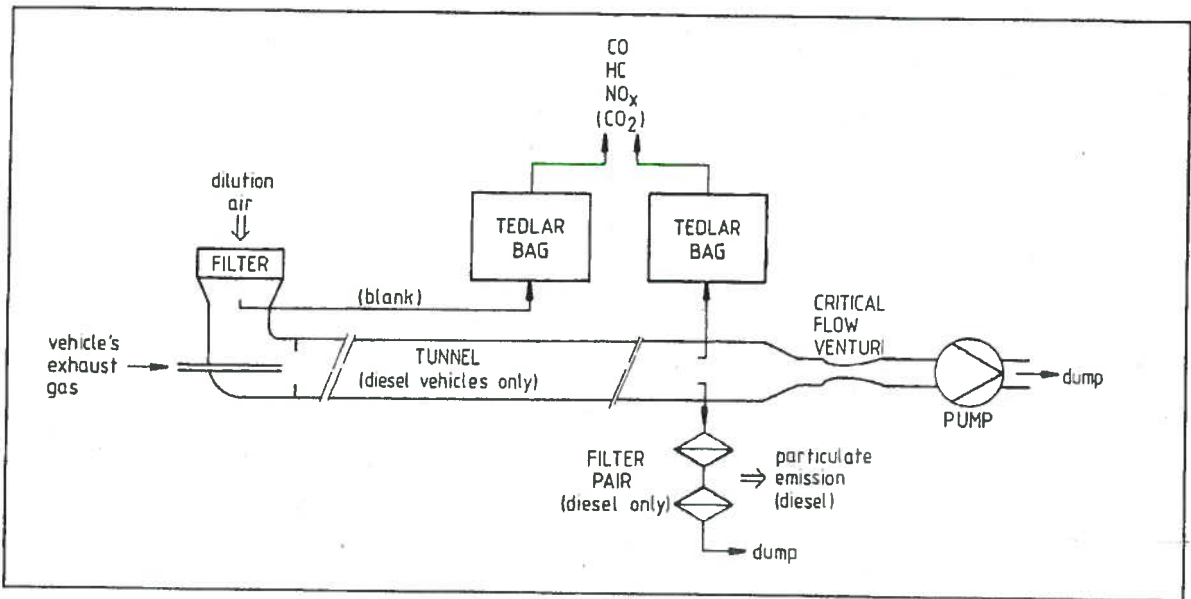 CO
HC
NOx
(CO2)
dilution
air
FILTER
TEDLAR
BAG
TEDLAR
BAG
(blank)
CRITICAL
FLOW
VENTURI
vehicle's
exhaust
gas
TUNNEL
(diesel vehicles only)
dump
PUMP
FILTER
PAIR
(diesel only)
particulate
emission
(diesel)
dump